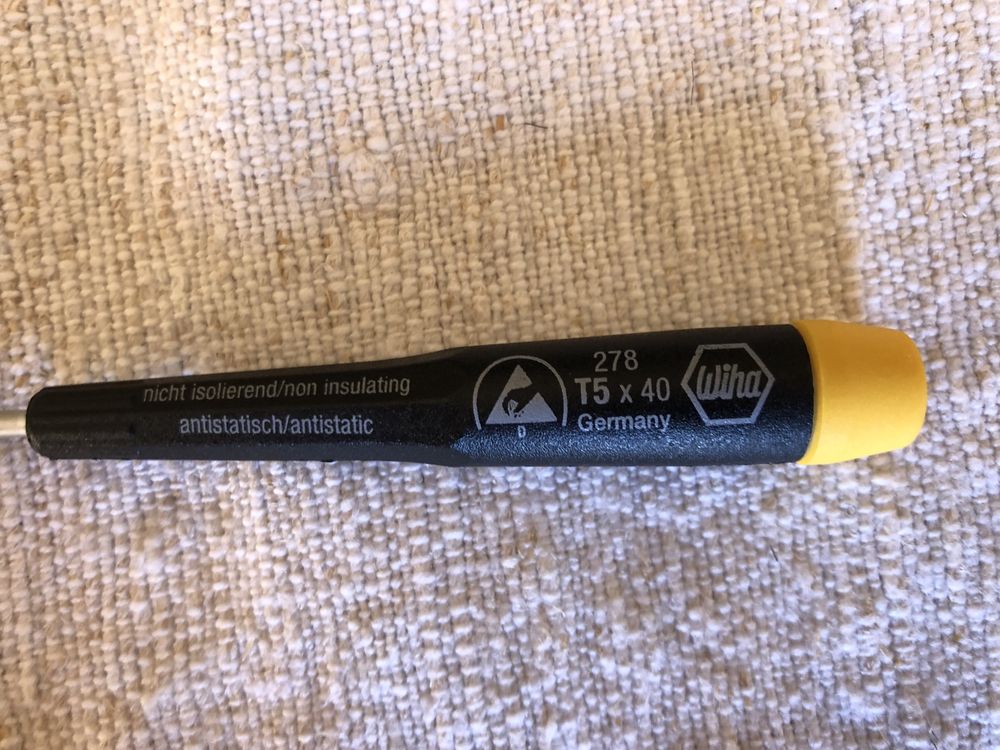 nicht isolierend/non insulating
antistatisch/antistatic
D
278
T5 x 40
Germany
Wiha